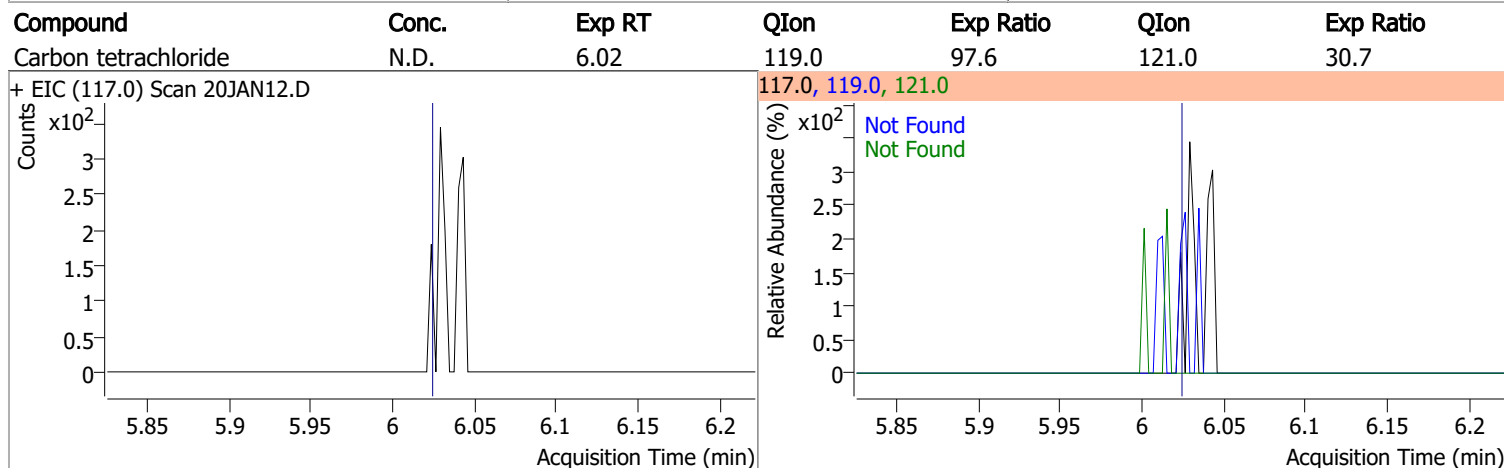 Compound Conc. Exp RT QIon Exp Ratio QIon Exp Ratio
Carbon tetrachloride N.D. 6.02 119.0 97.6 121.0 30.7
+ EIC (117.0) Scan 20JAN12.D
Counts
x10²
3
2.5
2
1.5
1
0.5
0
5.85 5.9 5.95 6 6.05 6.1 6.15 6.2
Acquisition Time (min)
117.0, 119.0, 121.0
Relative Abundance (%)
x10²
Not Found
Not Found
3
2.5
2
1.5
1
0.5
0
5.85 5.9 5.95 6 6.05 6.1 6.15 6.2
Acquisition Time (min)